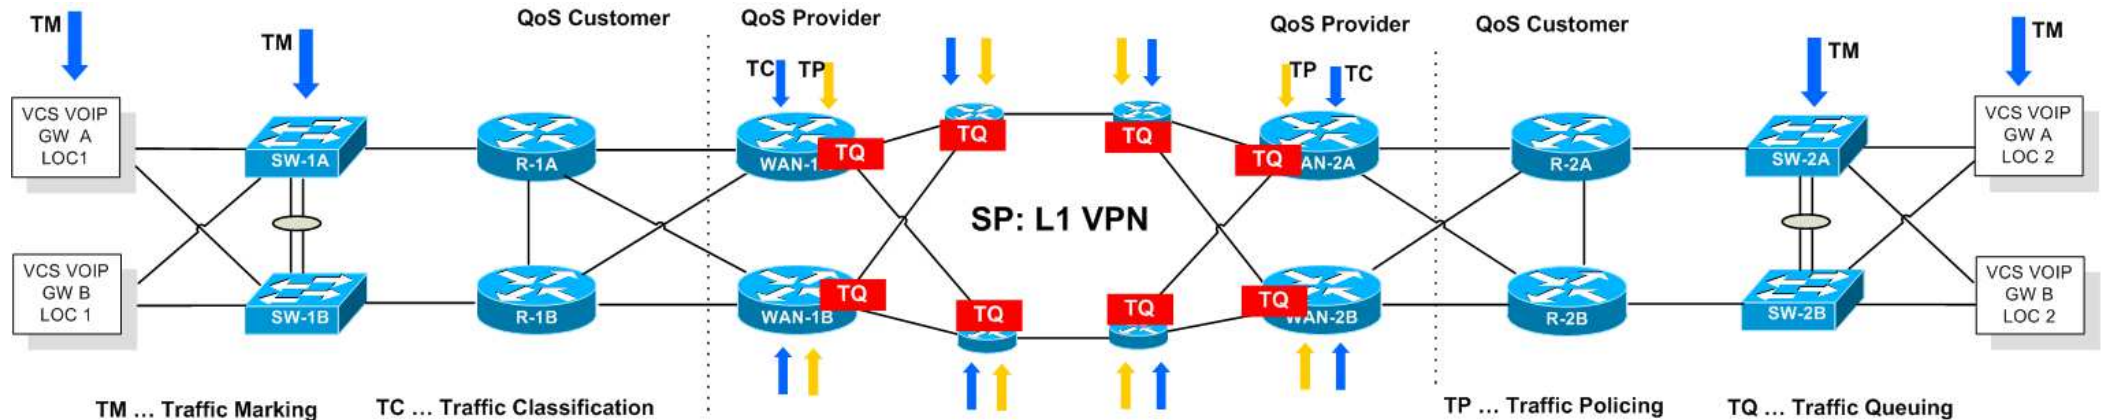 QoS Customer
QoS Provider
QoS Provider
QoS Customer
TM
TM
TC
TP
TP
TC
TM
TM
VCS VOIP
GW A
LOC1
SW-1A
R-1A
WAN-1
TQ
TQ
TQ
TQ
WAN-2A
R-2A
SW-2A
VCS VOIP
GW A
LOC 2
SP: L1 VPN
VCS VOIP
GW B
LOC 1
SW-1B
R-1B
WAN-1B
TQ
TQ
TQ
TQ
WAN-2B
R-2B
SW-2B
VCS VOIP
GW B
LOC 2
TM ... Traffic Marking
TC ... Traffic Classification
TP ... Traffic Policing
TQ ... Traffic Queuing